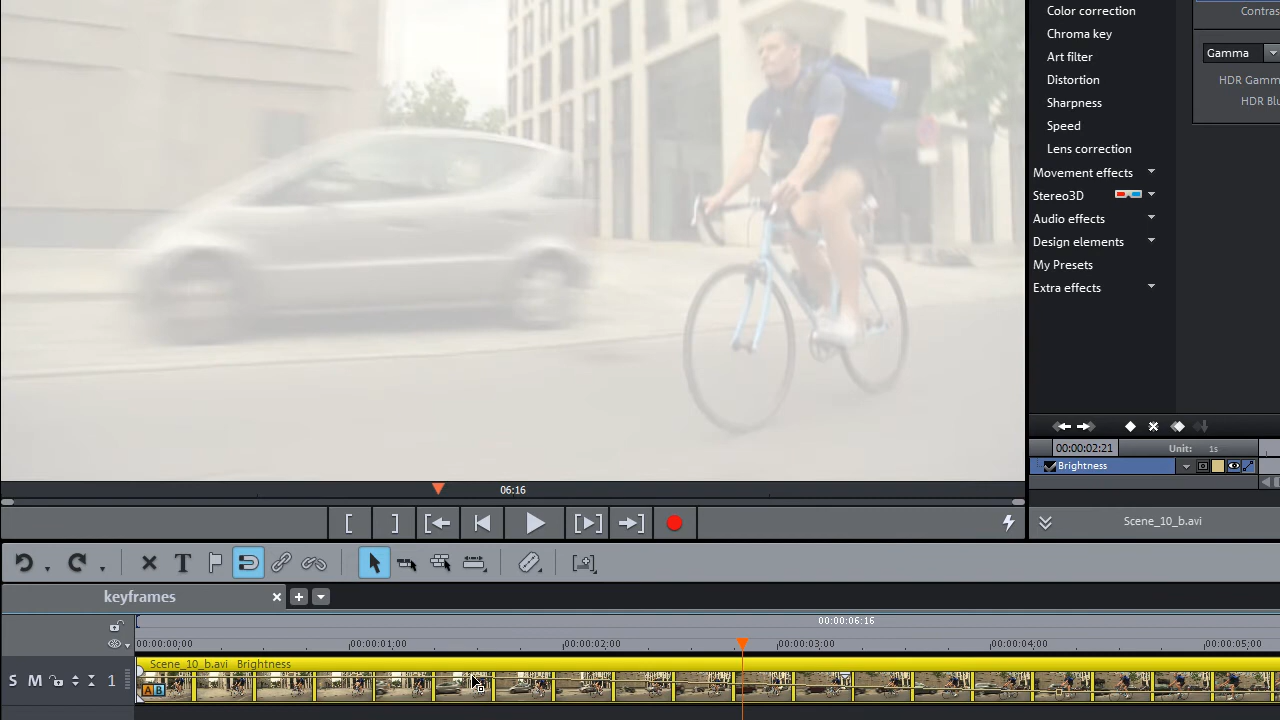 Color correction
Contras
Chroma key
Gamma
Art filter
Distortion
HDR Gamm
Sharpness
HDR Blu
Speed
Lens correction
Movement effects
Stereo3D
Audio effects
Design elements
My Presets
Extra effects
00:00:02:21
Unit: 1s
Brightness
06:16
Scene_10_b.avi
keyframes
00:00:06:16
00:00:00;00
00:00:01;00
00:00:02;00
00:00:03;00
00:00:04;00
00:00:05;00
Scene_10_b.avi Brightness
S M 1
A B